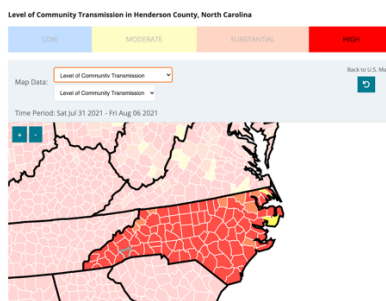 Level of Community Transmission in Henderson County, North Carolina
LOW MODERATE SUBSTANTIAL HIGH
Back to U.S. Ma
Map Data: Level of Community Transmission
Level of Community Transmission
Time Period: Sat Jul 31 2021 - Fri Aug 06 2021
+ -